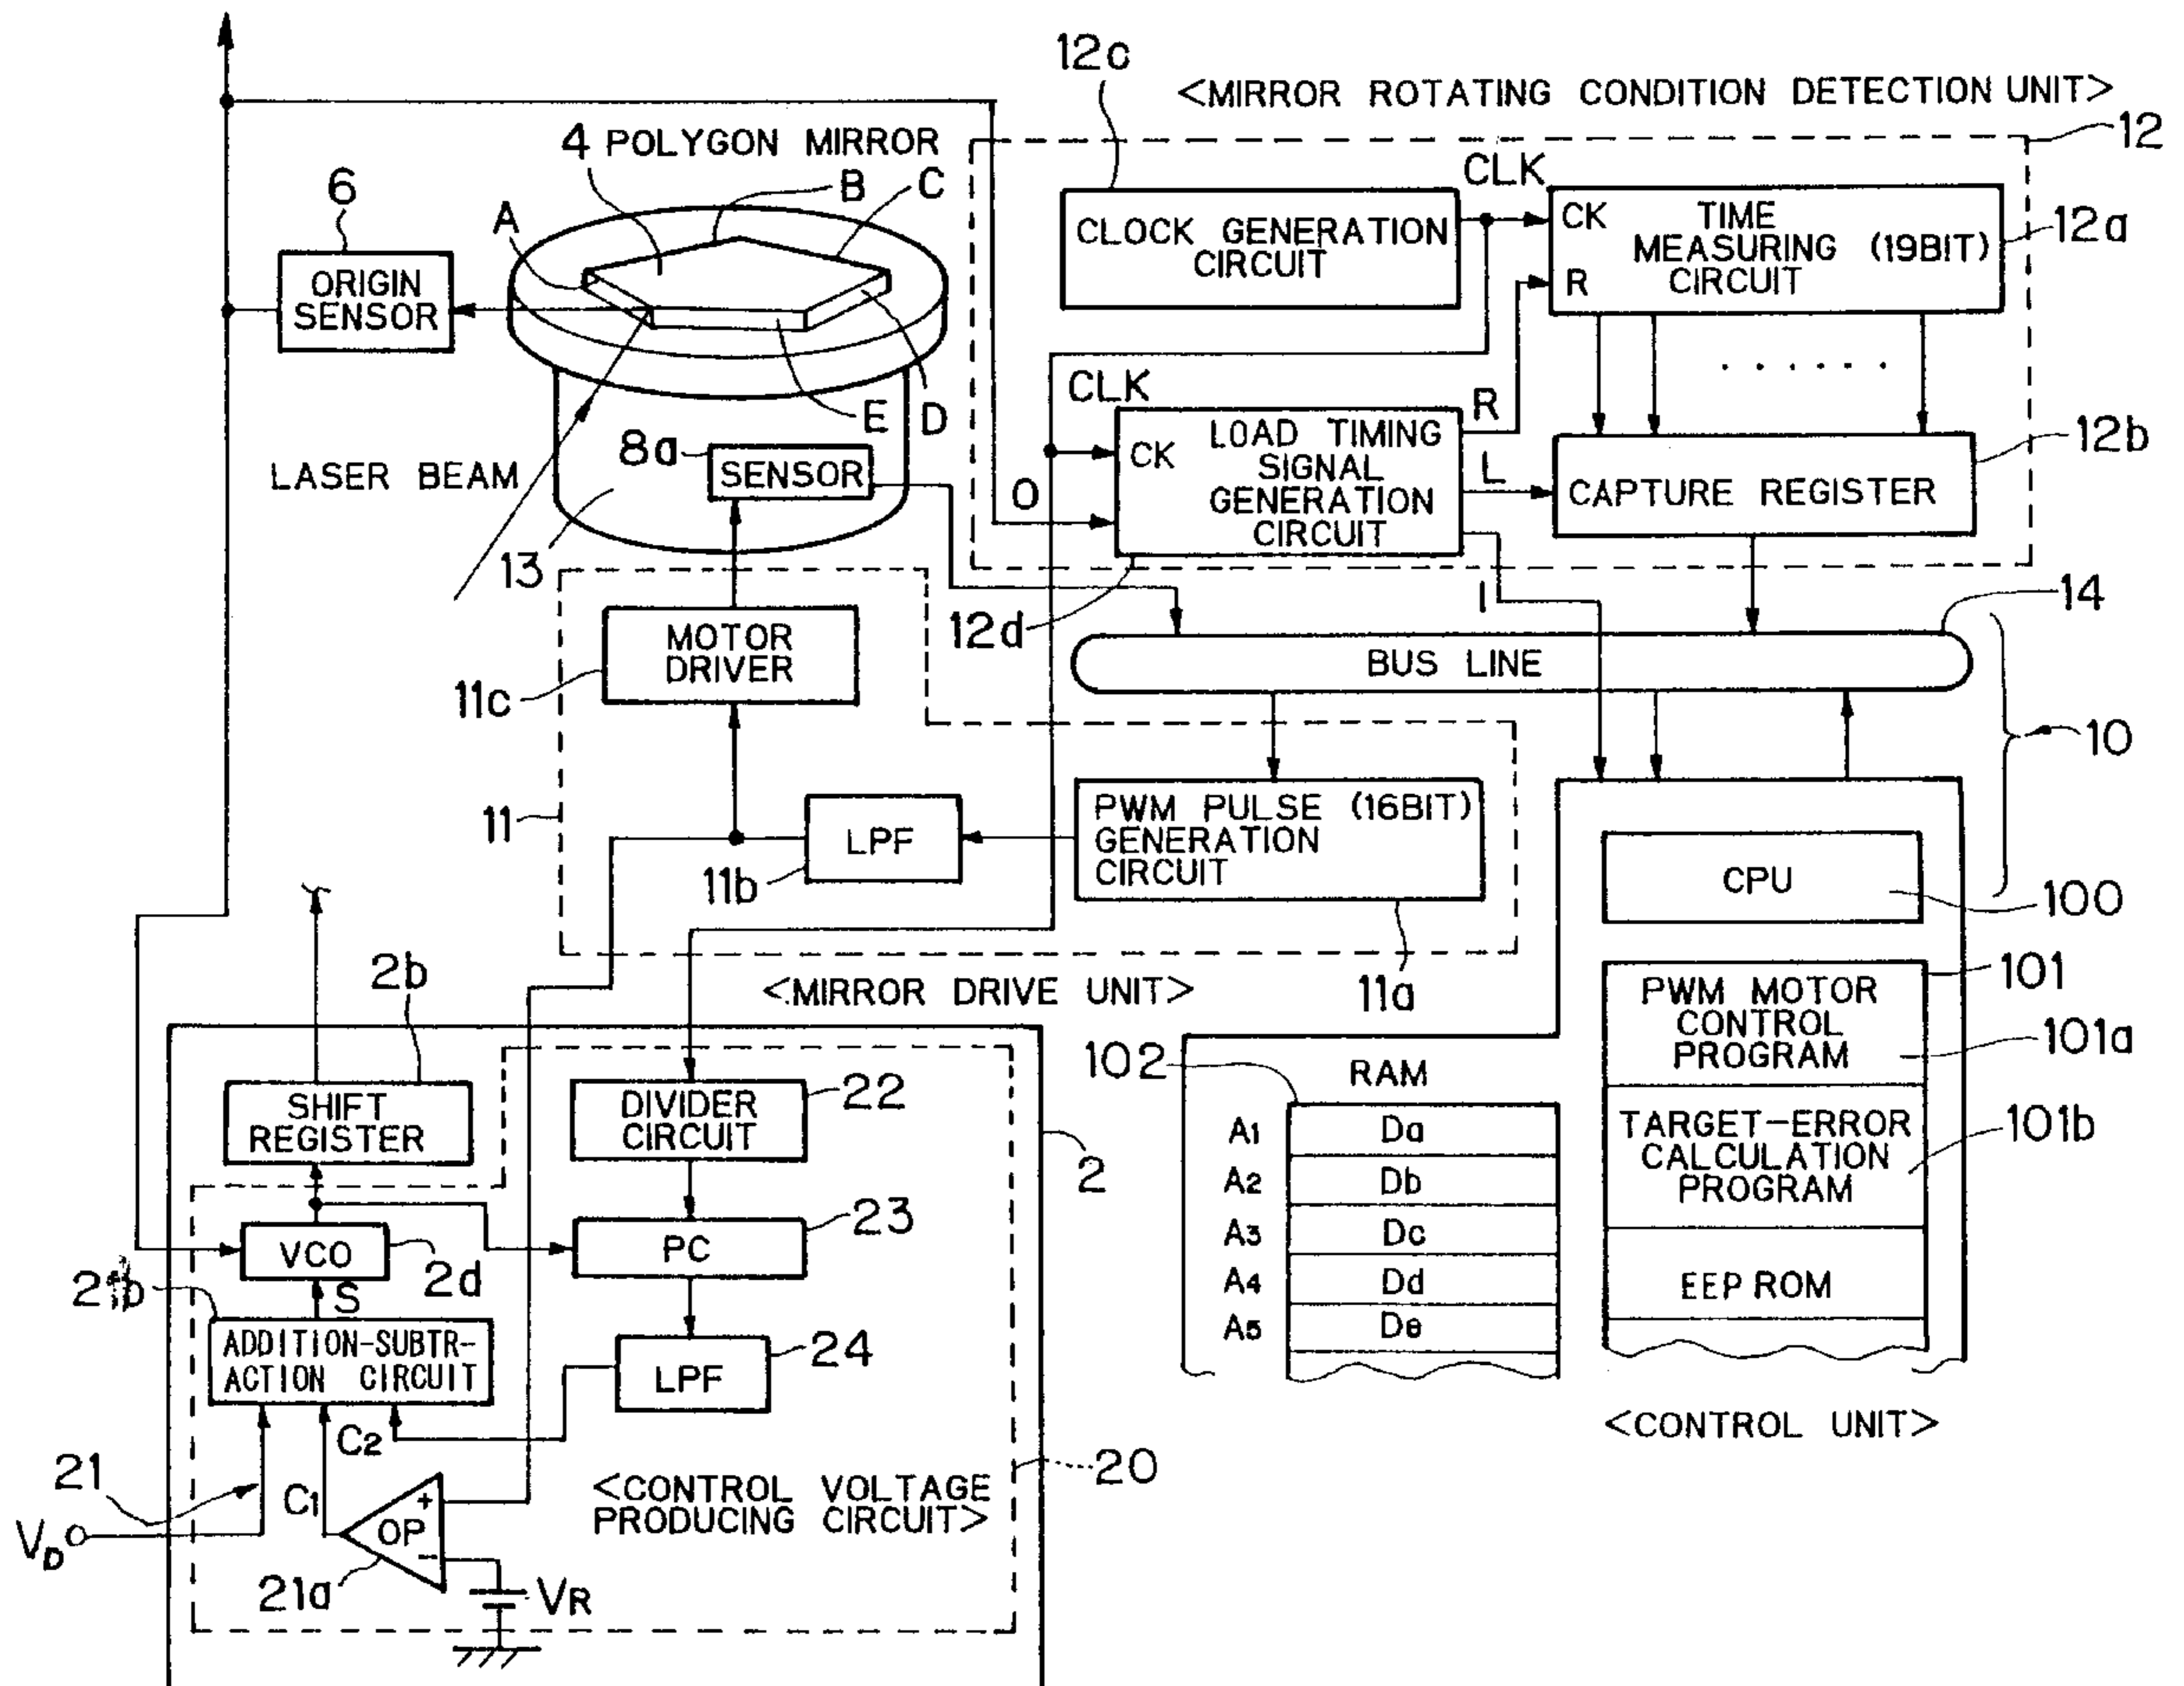 12c
<MIRROR ROTATING CONDITION DETECTION UNIT>
12
4 POLYGON MIRROR
B
C
CLK
6
A
CLOCK GENERATION
CIRCUIT
CK
TIME
MEASURING (19BIT)
CIRCUIT
R
12a
ORIGIN
SENSOR
CLK
R
E
D
8a
SENSOR
LASER BEAM
O
CK
LOAD TIMING
SIGNAL
GENERATION
CIRCUIT
L
CAPTURE REGISTER
12b
13
I
14
12d
MOTOR
DRIVER
11c
BUS LINE
10
11
LPF
11b
PWM PULSE (16BIT)
GENERATION
CIRCUIT
CPU
100
2b
<MIRROR DRIVE UNIT>
11a
101
PWM MOTOR
CONTROL
PROGRAM
101a
102
RAM
SHIFT
REGISTER
DIVIDER
CIRCUIT
22
2
A1 Da
A2 Db
A3 Dc
A4 Dd
A5 De
TARGET-ERROR
CALCULATION
PROGRAM
101b
EEP ROM
VCO
2d
PC
23
S
ADDITION-SUBTR-
ACTION CIRCUIT
LPF
24
<CONTROL UNIT>
C2
21
C1
<CONTROL VOLTAGE
PRODUCING CIRCUIT>
20
VD
OP
+
-
21a
VR